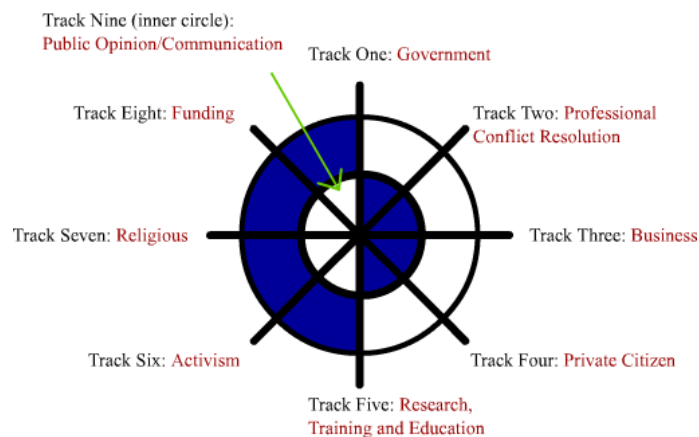 Track Nine (inner circle):
Public Opinion/Communication
Track One: Government
Track Eight: Funding
Track Two: Professional
Conflict Resolution
Track Seven: Religious
Track Three: Business
Track Six: Activism
Track Four: Private Citizen
Track Five: Research,
Training and Education